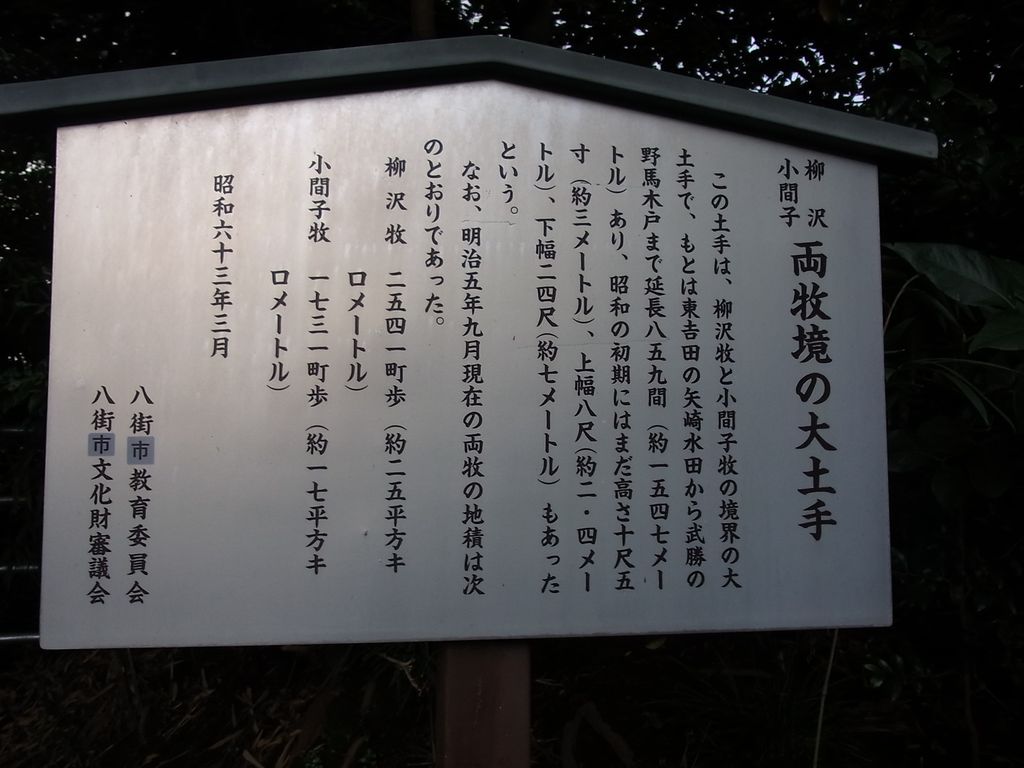 柳沢
小間子
両牧境の大土手
この土手は、柳沢牧と小間子牧の境界の大
土手で、もとは東吉田の矢崎水田から武勝の
野馬木戸まで延長八五九間（約一五四七メー
トル）あり、昭和の初期にはまだ高さ十尺五
寸（約三メートル）、上幅八尺（約二・四メー
トル）、下幅二四尺（約七メートル）もあった
という。
なお、明治五年九月現在の両牧の地積は次
のとおりであった。
柳沢牧　二五四一町歩（約二五平方キ
ロメートル）
小間子牧　一七三一町歩（約一七平方キ
ロメートル）
昭和六十三年三月
八街市教育委員会
八街市文化財審議会